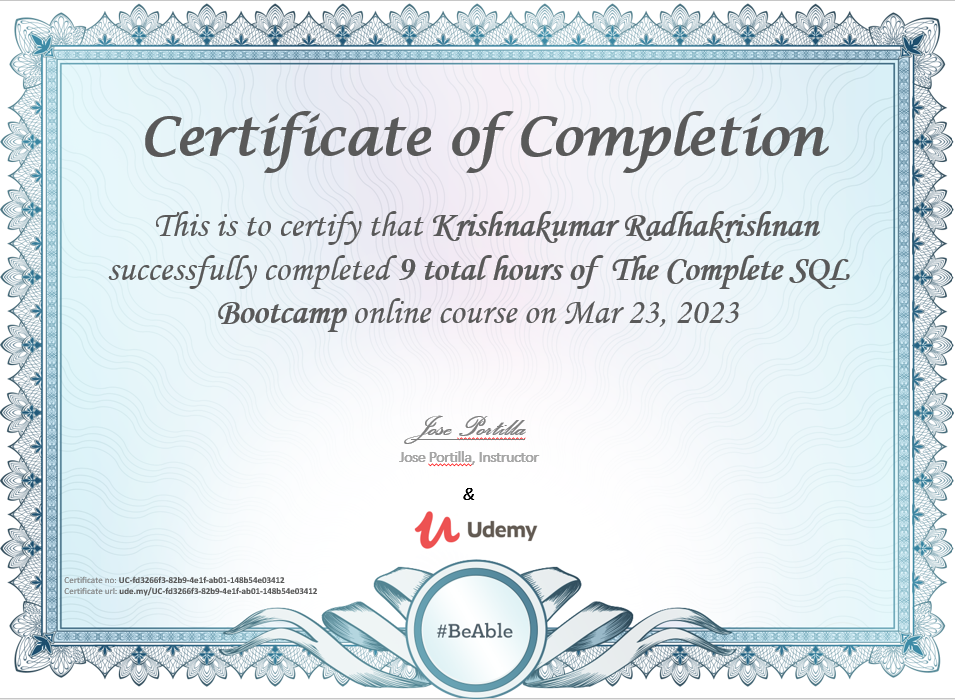 Certificate of Completion
This is to certify that Krishnakumar Radhakrishnan
successfully completed 9 total hours of The Complete SQL
Bootcamp online course on Mar 23, 2023
Jose Portilla
Jose Portilla, Instructor
&
Udemy
Certificate no: UC-fd3266f3-82b9-4e1f-ab01-148b54e03412
Certificate url: ude.my/UC-fd3266f3-82b9-4e1f-ab01-148b54e03412
#BeAble